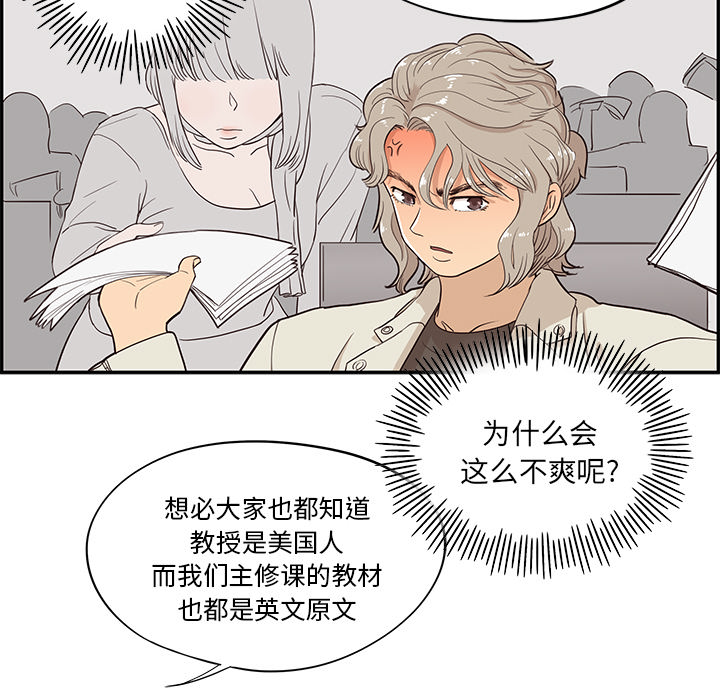 为什么会
这么不爽呢?
想必大家也都知道
教授是美国人
而我们主修课的教材
也都是英文原文